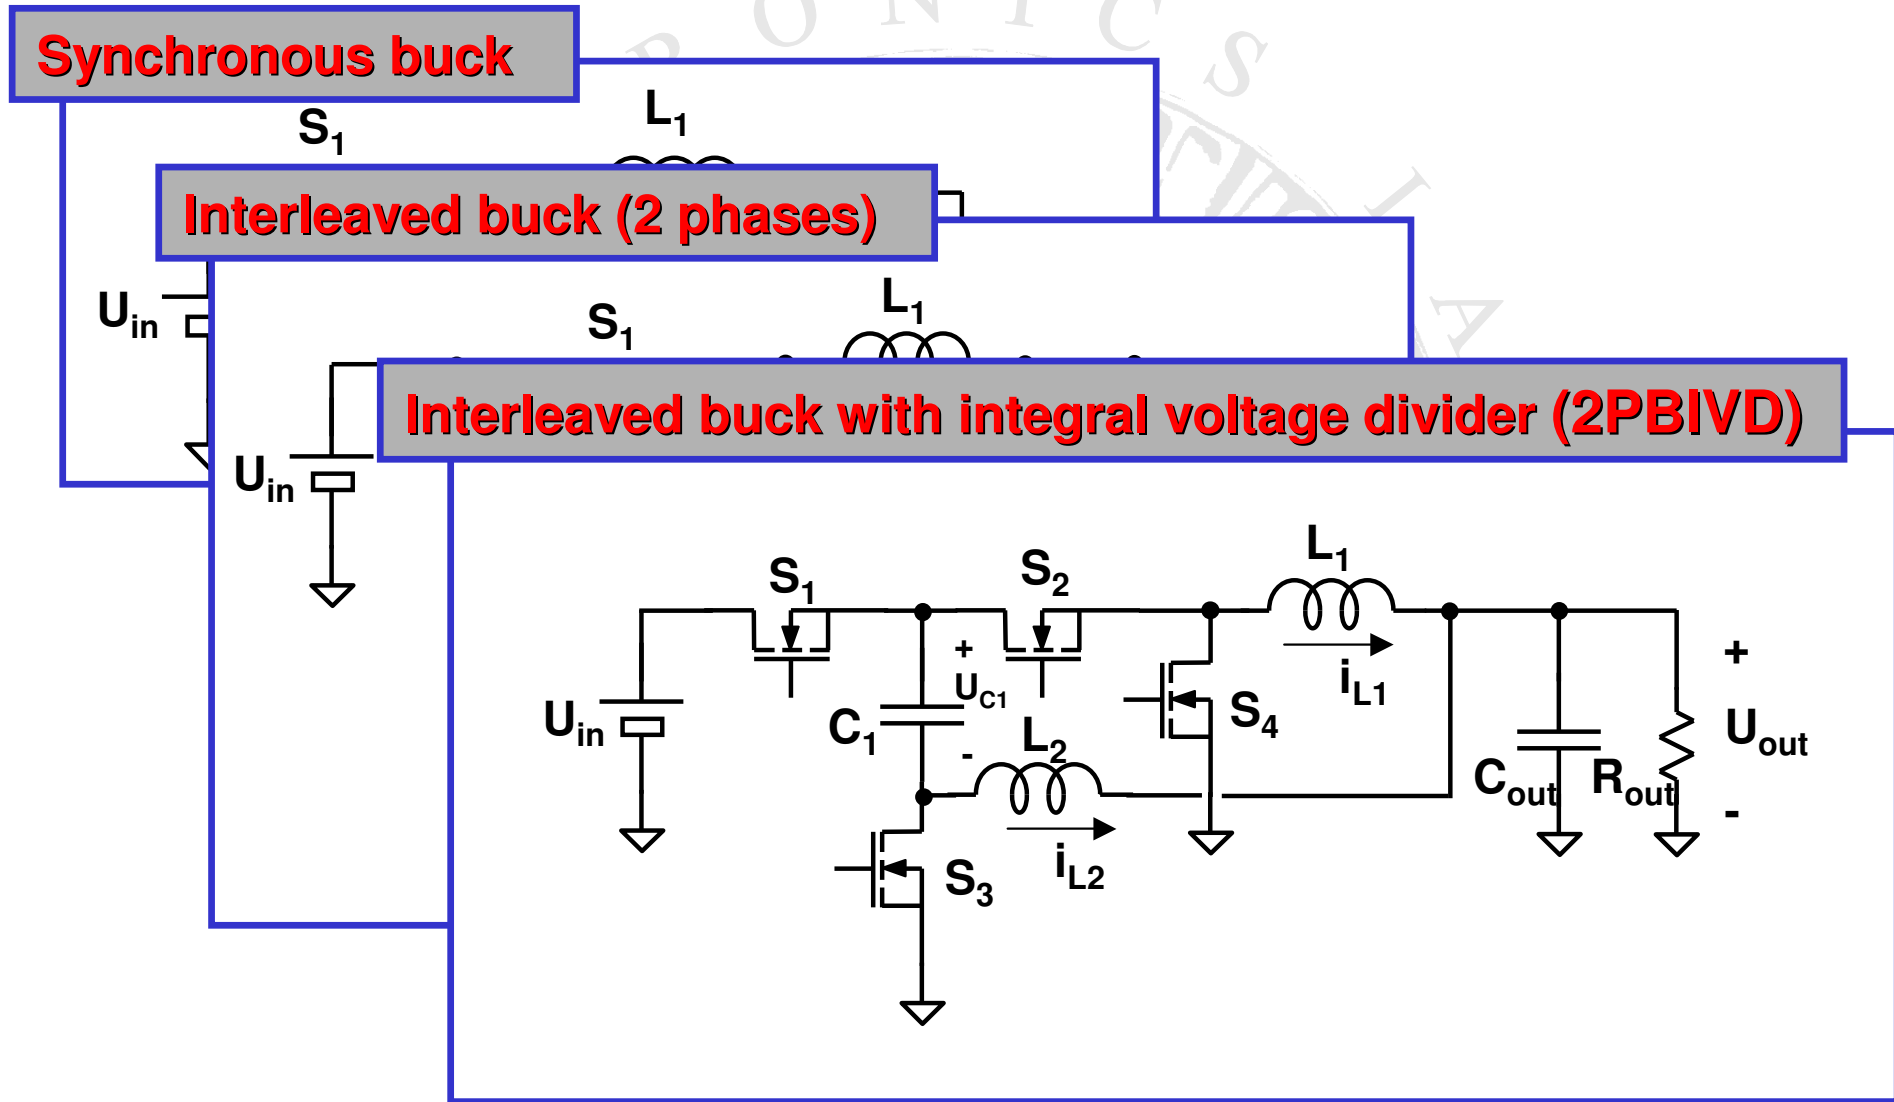 R O N I C S I A
Synchronous buck
S1
L1
Interleaved buck (2 phases)
Uin
S1
L1
Interleaved buck with integral voltage divider (2PBIVD)
Uin
S1
S2
L1
+
UC1
-
iL1
+
Uin
C1
L2
S4
Uout
Cout
Rout
-
iL2
S3